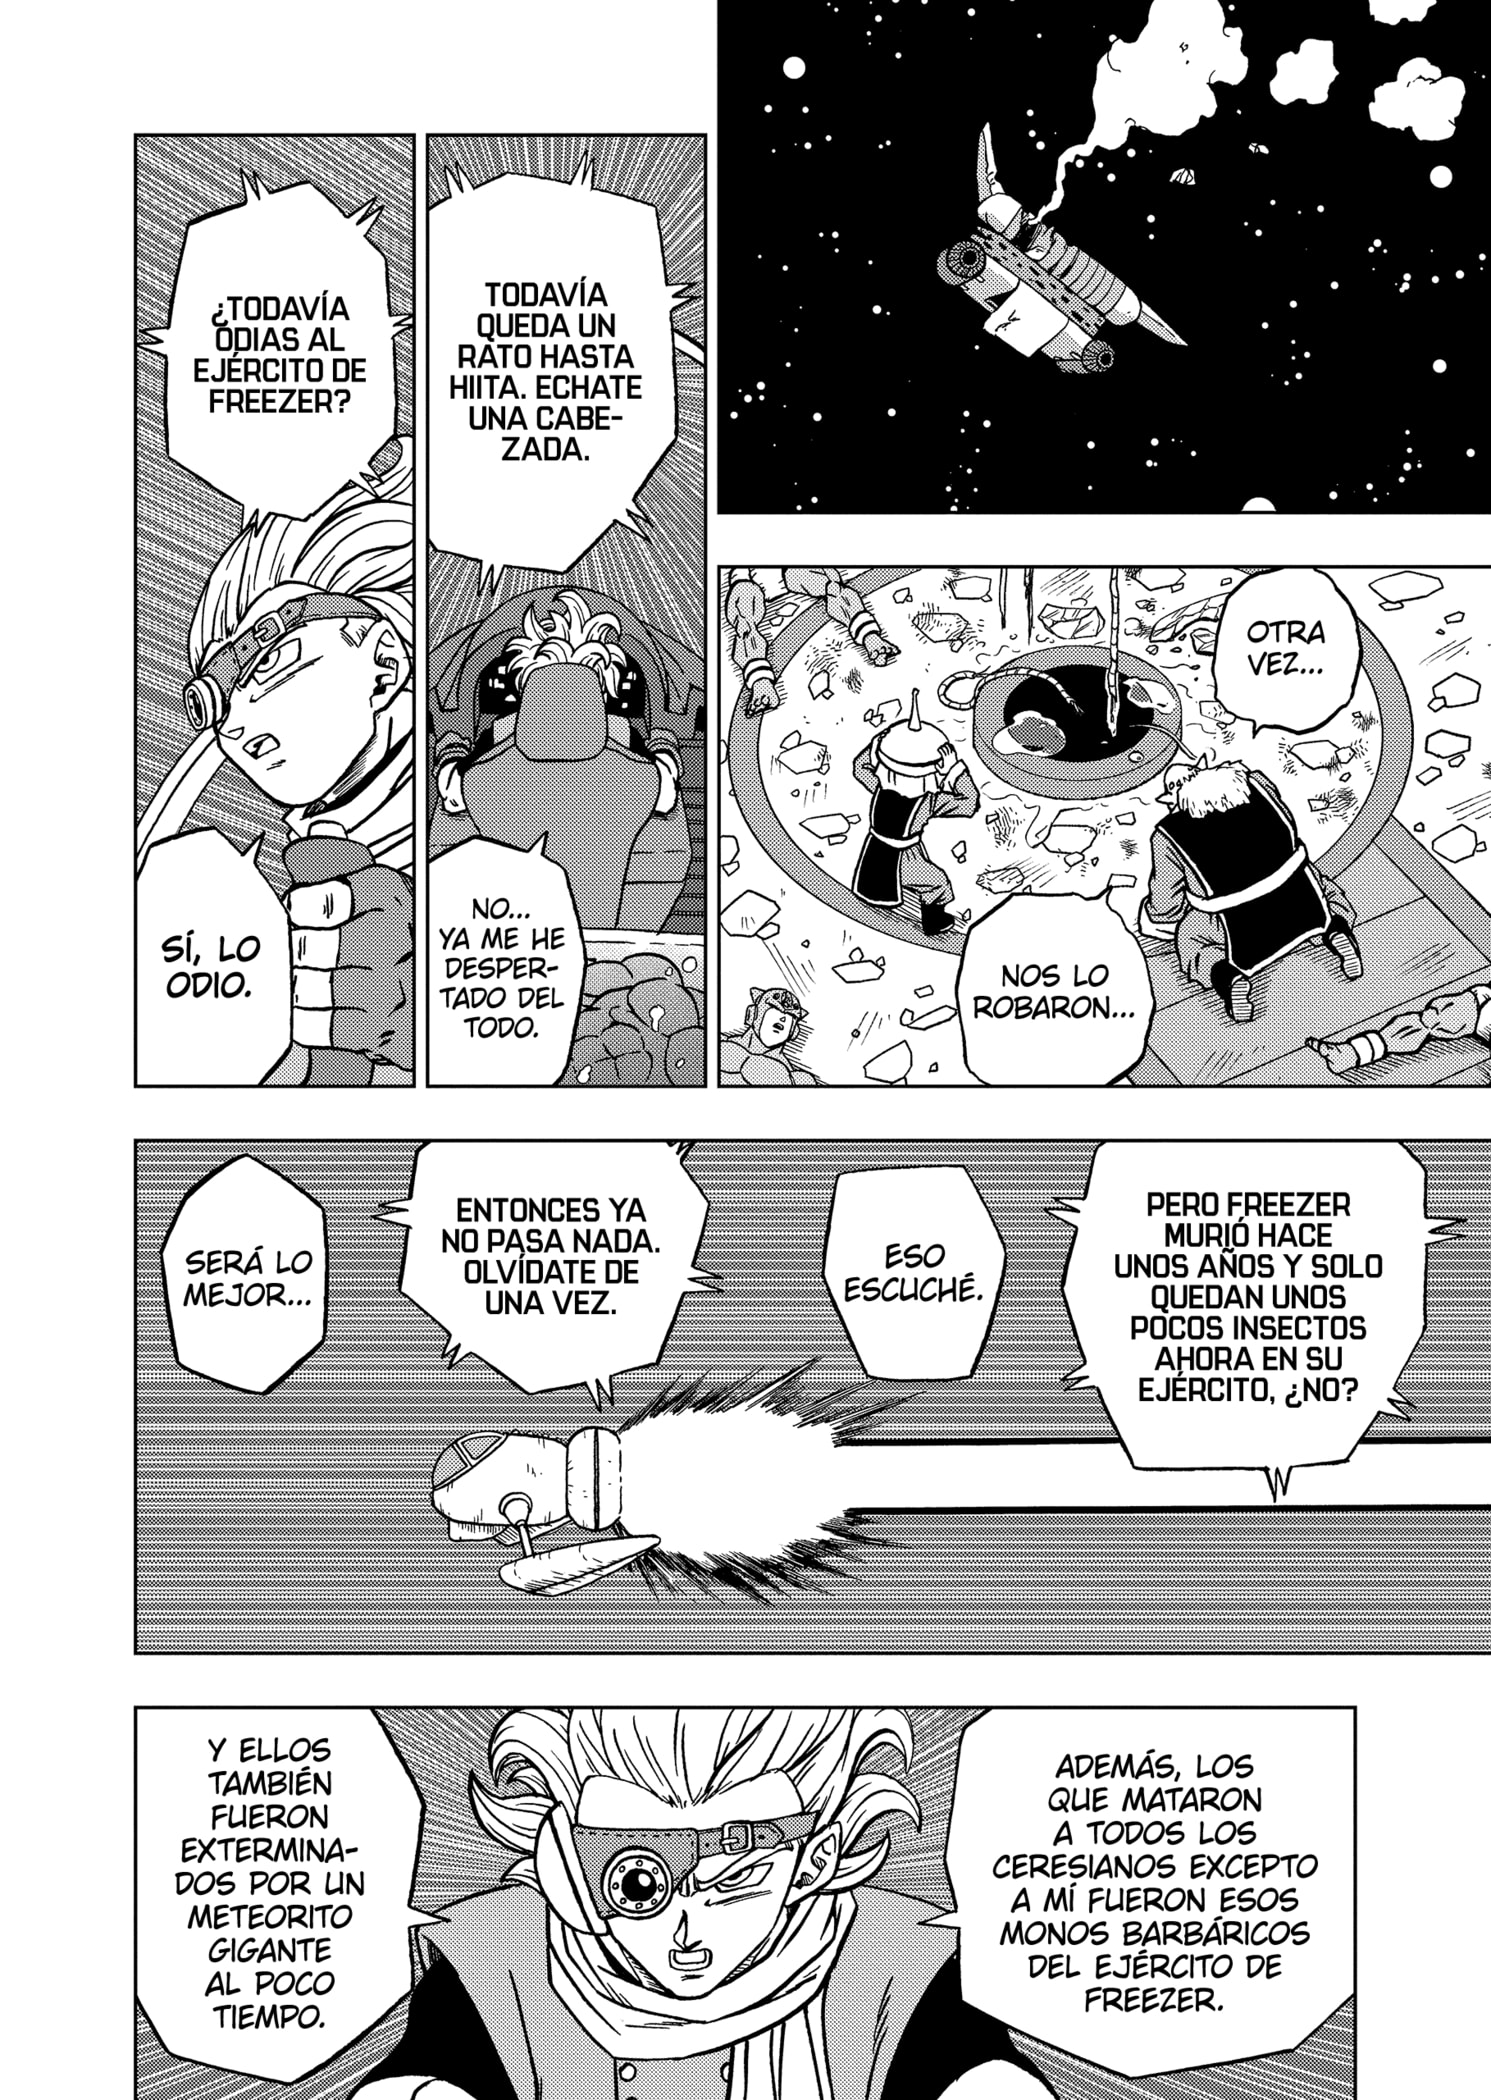 OTRA
VEZ...
NOS LO
ROBARON...
TODAVÍA
QUEDA UN
RATO HASTA
HIITA. ECHATE
UNA CABE-
ZADA.
NO...
YA ME HE
DESPER-
TADO DEL
TODO.
¿TODAVÍA
ODIAS AL
EJÉRCITO DE
FREEZER?
SÍ, LO
ODIO.
PERO FREEZER
MURIÓ HACE
UNOS AÑOS Y SOLO
QUEDAN UNOS
POCOS INSECTOS
AHORA EN SU
EJÉRCITO, ¿NO?
ESO
ESCUCHÉ.
ENTONCES YA
NO PASA NADA.
OLVÍDATE DE
UNA VEZ.
SERÁ LO
MEJOR...
ADEMÁS, LOS
QUE MATARON
A TODOS LOS
CERESIANOS EXCEPTO
A MÍ FUERON ESOS
MONOS BARBÁRICOS
DEL EJÉRCITO DE
FREEZER.
Y ELLOS
TAMBIÉN
FUERON
EXTERMINA-
DOS POR UN
METEORITO
GIGANTE
AL POCO
TIEMPO.